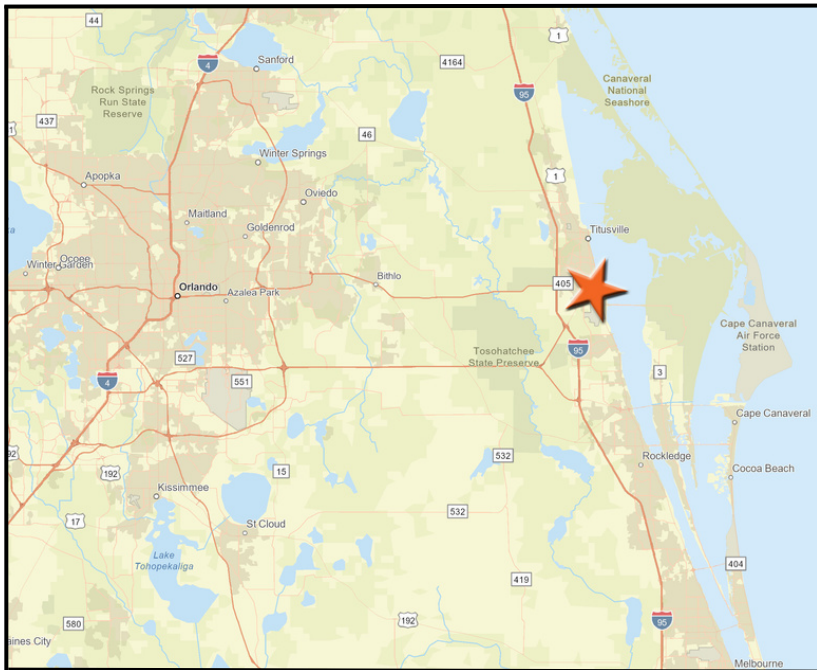 44
1
4
Sanford
4164
Canaveral
National
Seashore
Rock Springs
Run State
Reserve
95
437
46
Winter Springs
1
Apopka
Oviedo
Maitland
Goldenrod
Titusville
Ocoee
Winter Garden
Bithlo
405
Orlando
Azalea Park
Cape Canaveral
Air Force
Station
527
Tosohatchee
State Preserve
95
4
551
3
Cape Canaveral
192
532
Rockledge
15
Cocoa Beach
Kissimmee
17
532
St Cloud
Lake
Tohopekaliga
404
419
580
192
95
aines City
Melbourne